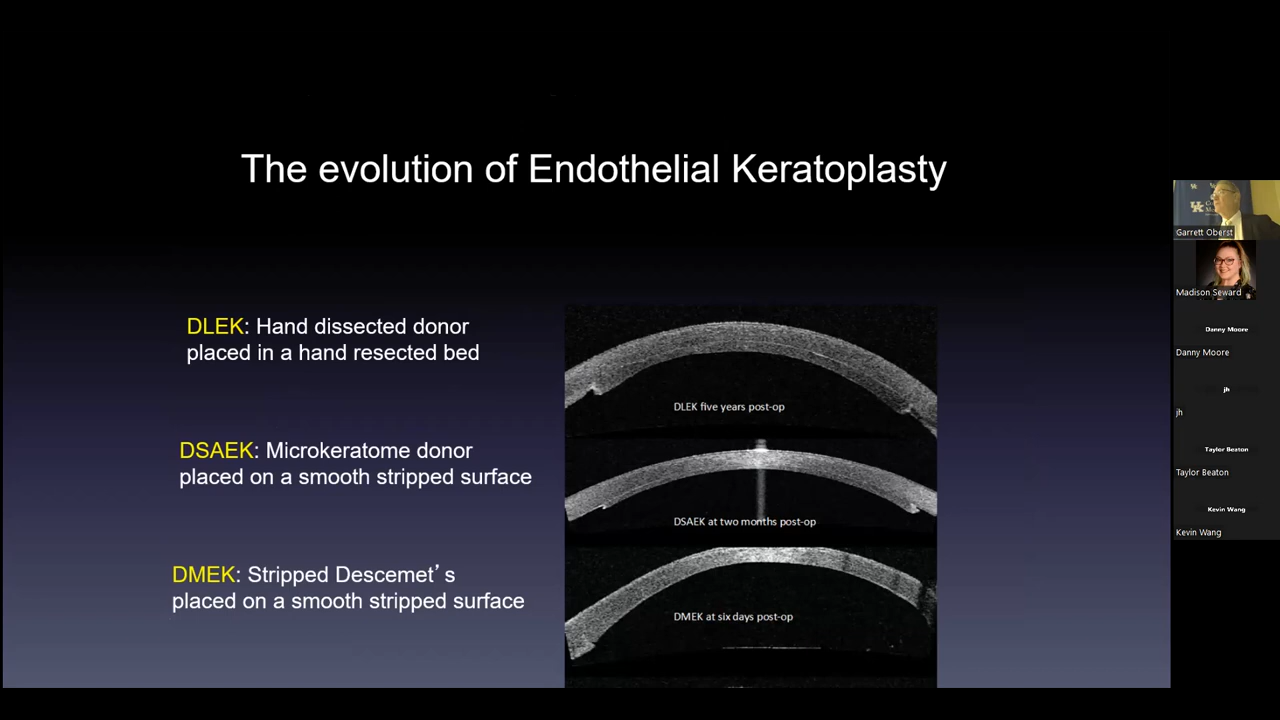 The evolution of Endothelial Keratoplasty
DLEK: Hand dissected donor
placed in a hand resected bed
DSAEK: Microkeratome donor
placed on a smooth stripped surface
DMEK: Stripped Descemet’s
placed on a smooth stripped surface
DLEK five years post-op
DSAEK at two months post-op
DMEK at six days post-op
UK
Garrett Oberst
Madison Seward
Danny Moore
Danny Moore
jh
jh
Taylor Beaton
Taylor Beaton
Kevin Wang
Kevin Wang